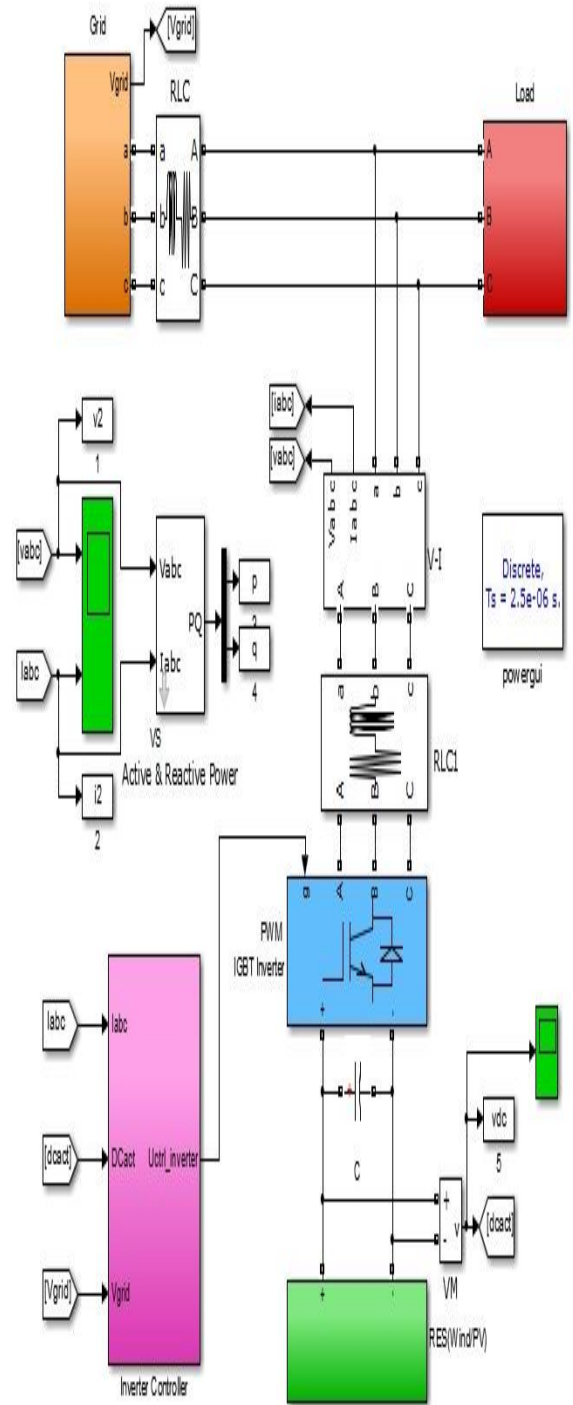 Grid
[Vgrid]
Vgrid
RLC
Load
a
a
A
A
b
b
B
B
c
c
C
C
v2
1
[iabc]
[vabc]
Vabc
Iabc
a
b
c
V-I
A
B
C
[vabc]
Iabc
Vabc
Iabc
PQ
p
q
4
VS
Active & Reactive Power
i2
2
Discrete,
Ts = 2.5e-06 s.
powergui
a
b
c
RLC1
A
B
C
g
A
B
C
PWM
IGBT Inverter
+
-
Iabc
[dcact]
[Vgrid]
Iabc
DCact
Uctrl_inverter
Vgrid
Inverter Controller
+
C
vdc
5
+
-
v
[dcact]
VM
+
-
RES(Wind/PV)